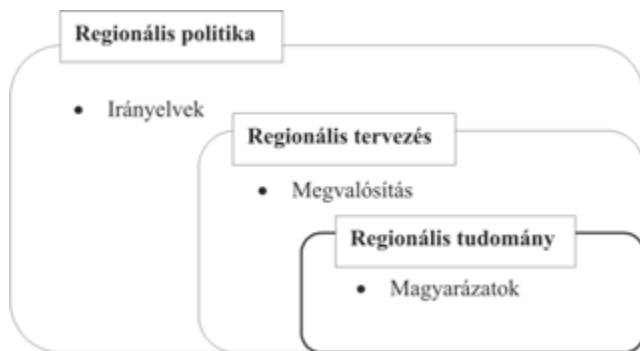 Regionális politika
• Irányelvek
Regionális tervezés
• Megvalósítás
Regionális tudomány
• Magyarázatok